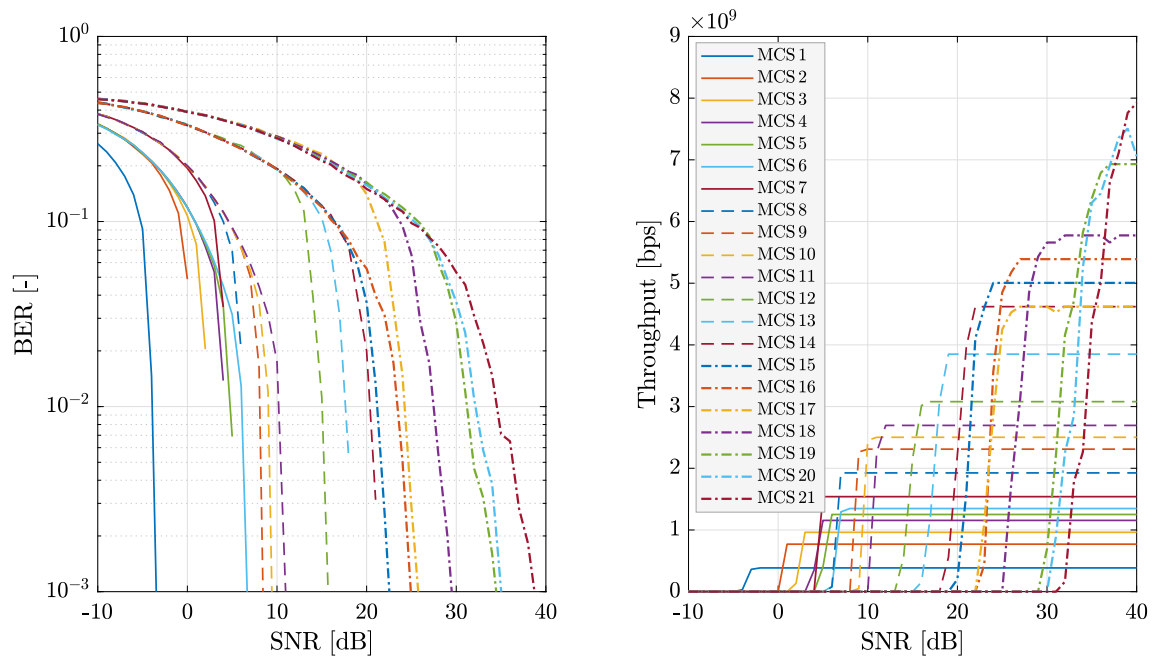 10^0
10^-1
10^-2
10^-3
BER [-]
-10 0 10 20 30 40
SNR [dB]
×10^9
9
8
7
6
5
4
3
2
1
0
Throughput [bps]
MCS 1
MCS 2
MCS 3
MCS 4
MCS 5
MCS 6
MCS 7
MCS 8
MCS 9
MCS 10
MCS 11
MCS 12
MCS 13
MCS 14
MCS 15
MCS 16
MCS 17
MCS 18
MCS 19
MCS 20
MCS 21
-10 0 10 20 30 40
SNR [dB]